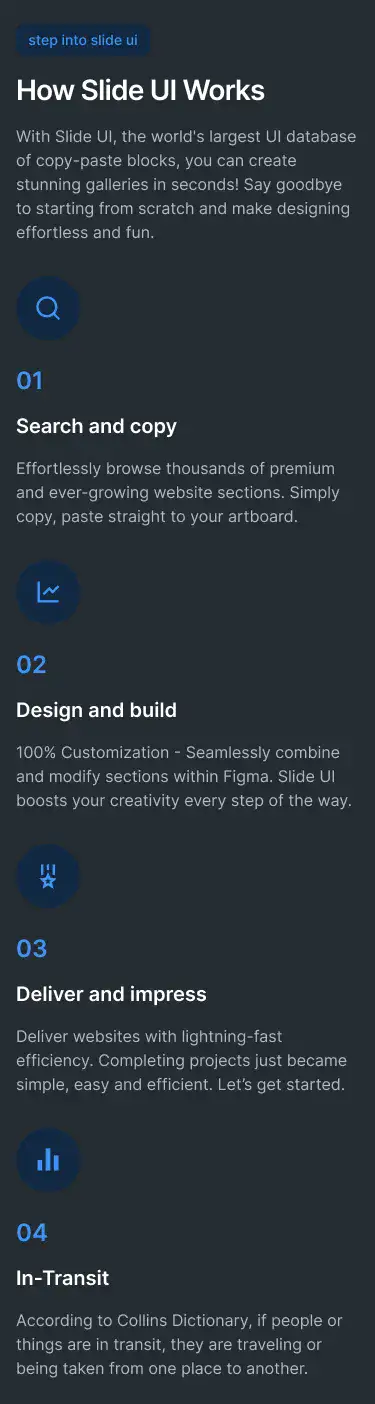 step into slide ui
How Slide UI Works
With Slide UI, the world's largest UI database
of copy-paste blocks, you can create
stunning galleries in seconds! Say goodbye
to starting from scratch and make designing
effortless and fun.
01
Search and copy
Effortlessly browse thousands of premium
and ever-growing website sections. Simply
copy, paste straight to your artboard.
02
Design and build
100% Customization - Seamlessly combine
and modify sections within Figma. Slide UI
boosts your creativity every step of the way.
03
Deliver and impress
Deliver websites with lightning-fast
efficiency. Completing projects just became
simple, easy and efficient. Let’s get started.
04
In-Transit
According to Collins Dictionary, if people or
things are in transit, they are traveling or
being taken from one place to another.